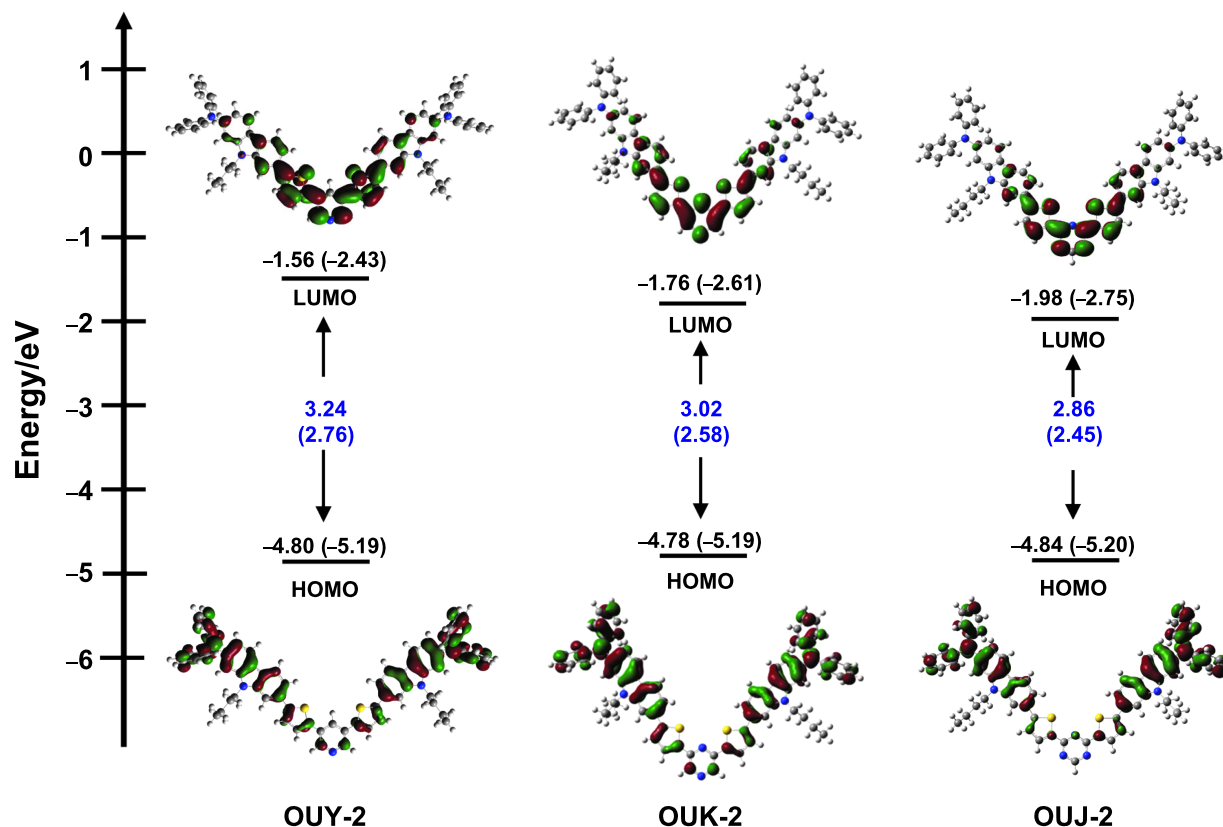 Energy/eV
1
0
–1
–2
–3
–4
–5
–6
–1.56 (–2.43)
LUMO
3.24
(2.76)
–4.80 (–5.19)
HOMO
OUY-2
–1.76 (–2.61)
LUMO
3.02
(2.58)
–4.78 (–5.19)
HOMO
OUK-2
–1.98 (–2.75)
LUMO
2.86
(2.45)
–4.84 (–5.20)
HOMO
OUJ-2